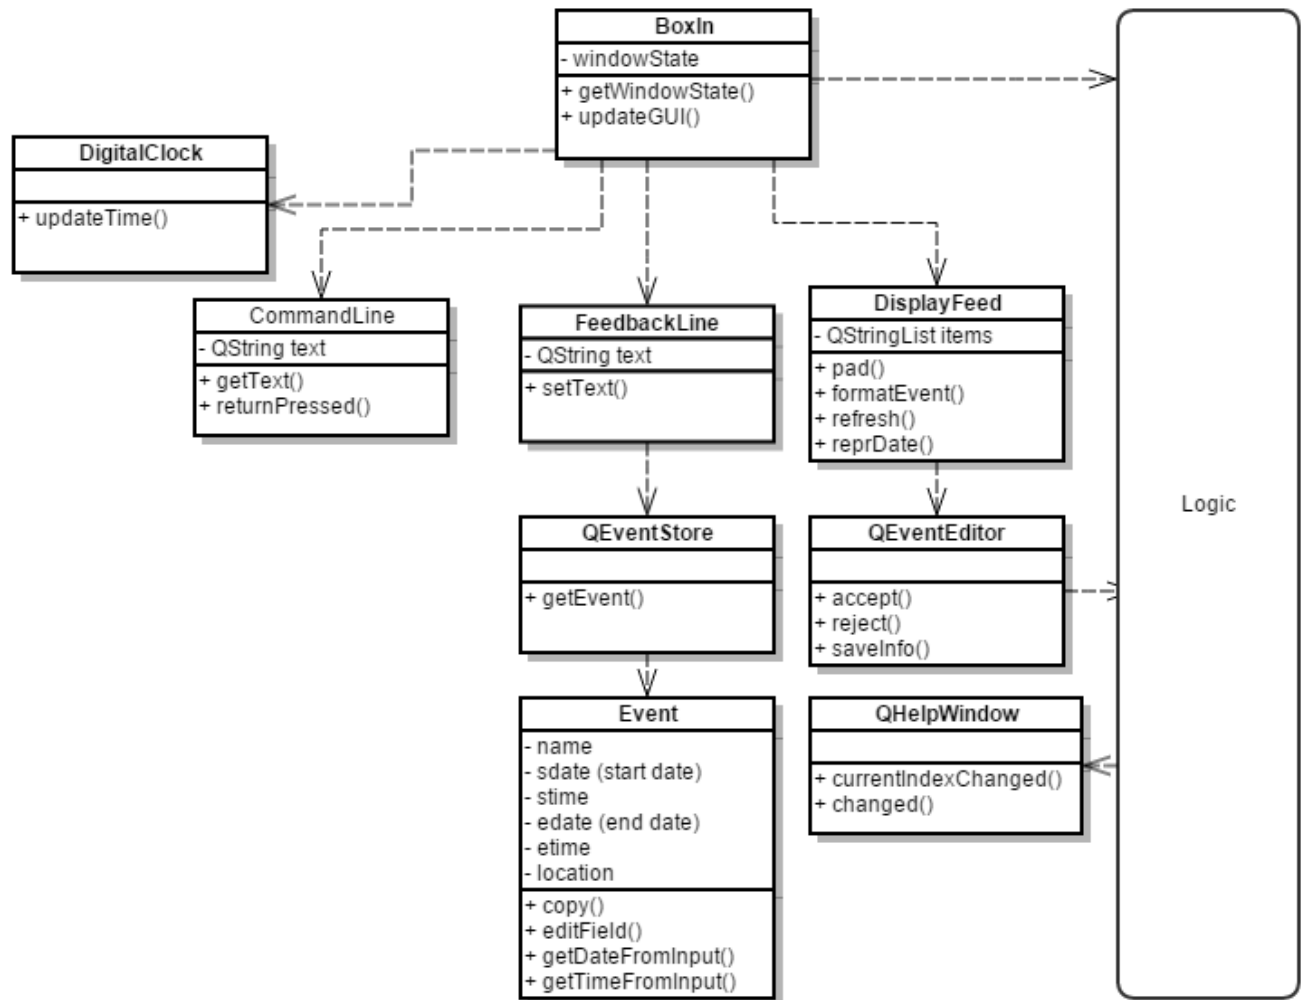 BoxIn
- windowState
+ getWindowState()
+ updateGUI()
DigitalClock
+ updateTime()
CommandLine
- QString text
+ getText()
+ returnPressed()
FeedbackLine
- QString text
+ setText()
DisplayFeed
- QStringList items
+ pad()
+ formatEvent()
+ refresh()
+ reprDate()
Logic
QEventStore
+ getEvent()
QEventEditor
+ accept()
+ reject()
+ saveInfo()
Event
- name
- sdate (start date)
- stime
- edate (end date)
- etime
- location
+ copy()
+ editField()
+ getDateFromInput()
+ getTimeFromInput()
QHelpWindow
+ currentIndexChanged()
+ changed()